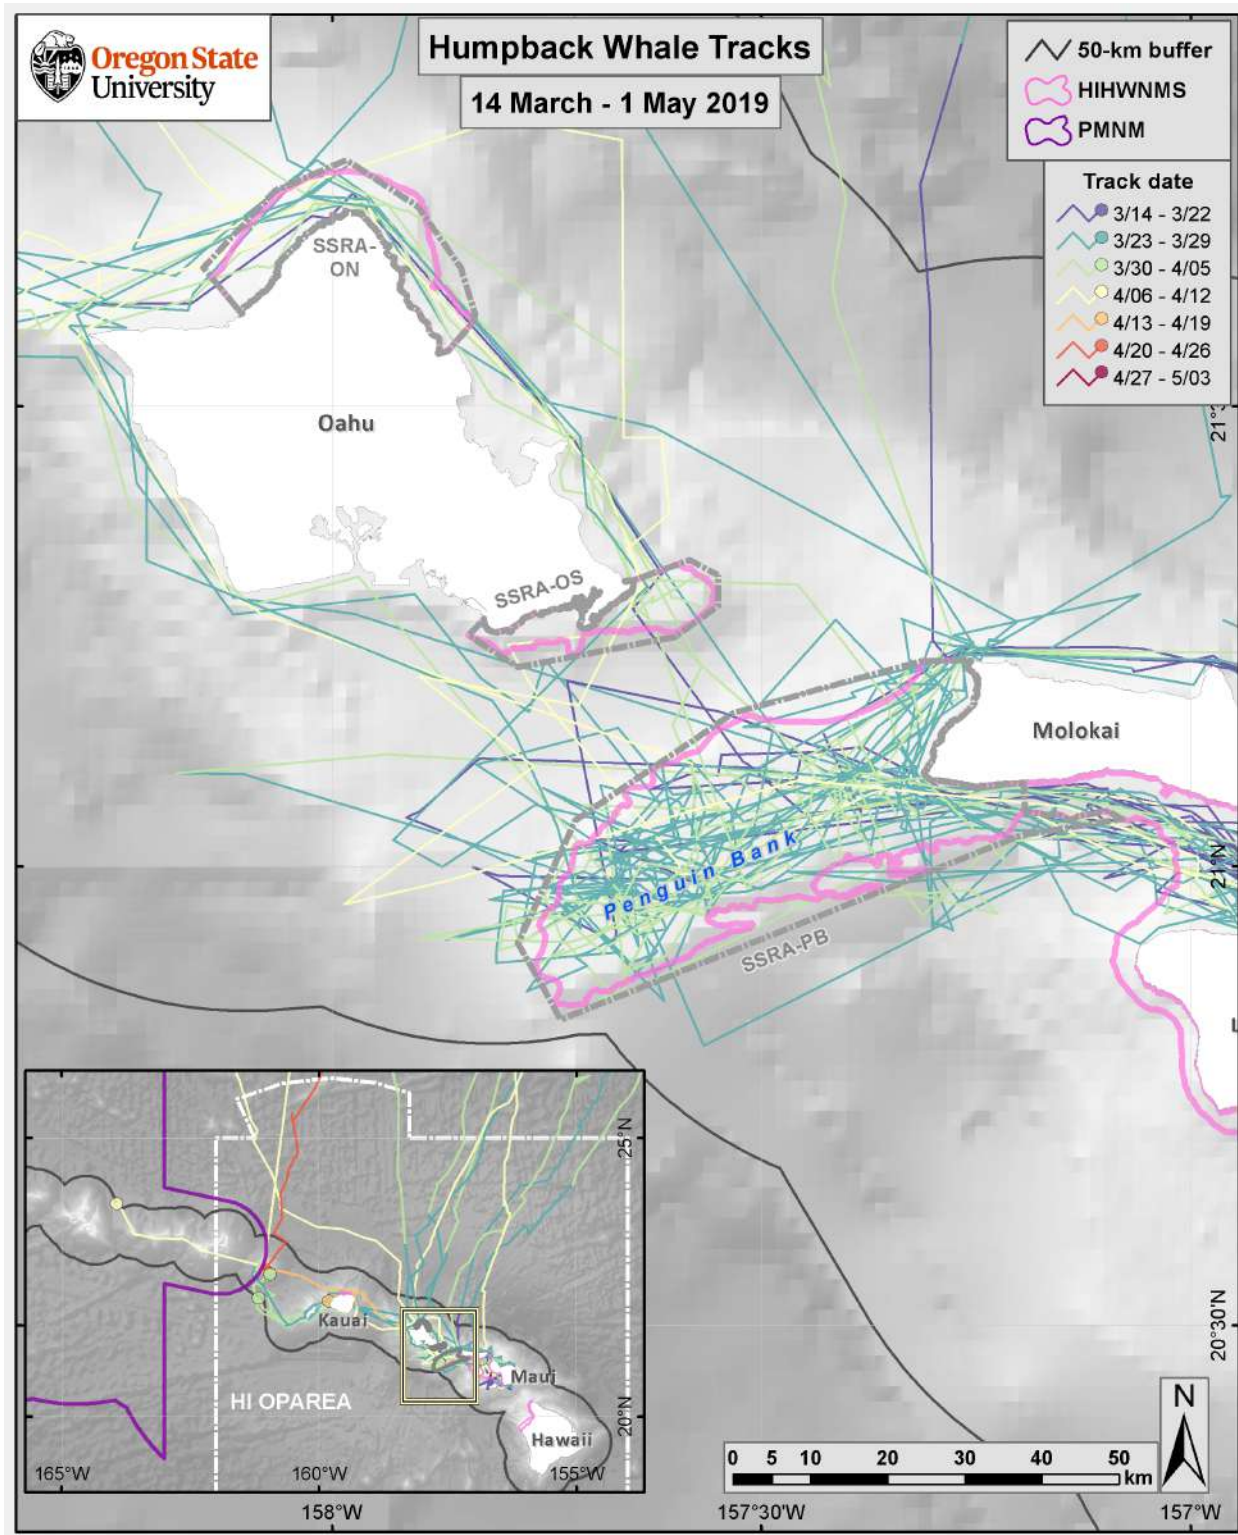 Oregon State
University
Humpback Whale Tracks
14 March - 1 May 2019
50-km buffer
HIHWNMS
PMNM
Track date
3/14 - 3/22
3/23 - 3/29
3/30 - 4/05
4/06 - 4/12
4/13 - 4/19
4/20 - 4/26
4/27 - 5/03
SSRA-
ON
Oahu
SSRA-OS
Molokai
Penguin Bank
SSRA-PB
L
21°N
20°30'N
25°N
20°N
Kauai
Maui
Hawaii
HI OPAREA
165°W
160°W
155°W
0 5 10 20 30 40 50
km
N
158°W
157°30'W
157°W